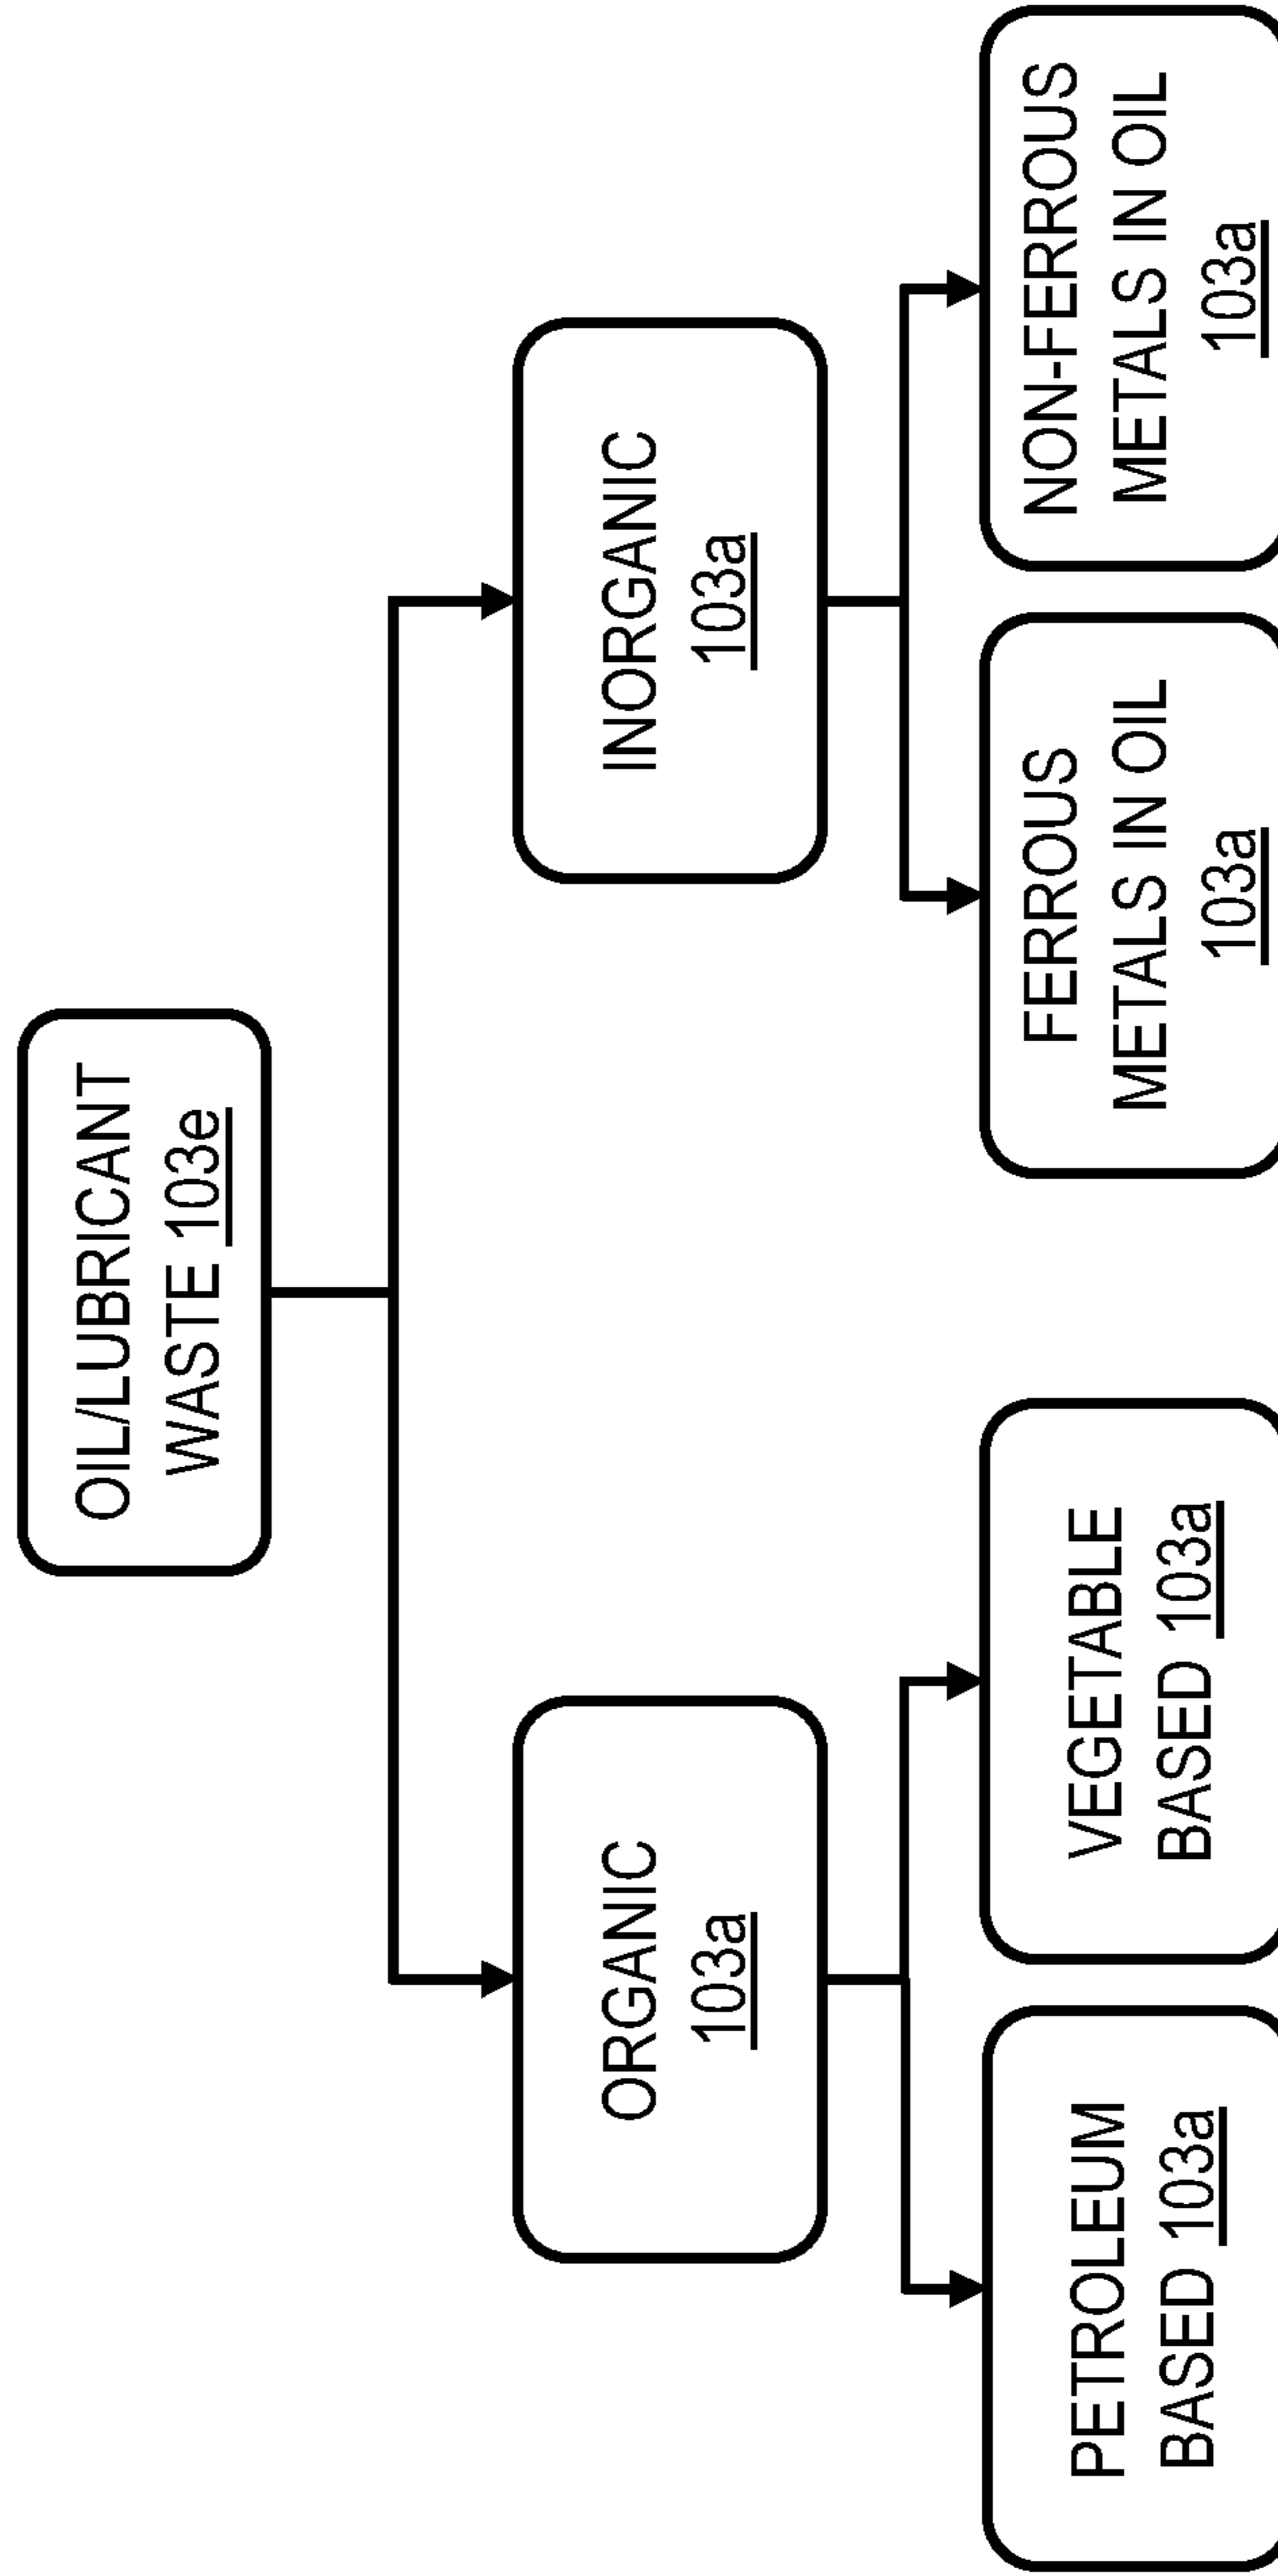 OIL/LUBRICANT
WASTE 103e
ORGANIC
103a
INORGANIC
103a
PETROLEUM
BASED 103a
VEGETABLE
BASED 103a
FERROUS
METALS IN OIL
103a
NON-FERROUS
METALS IN OIL
103a